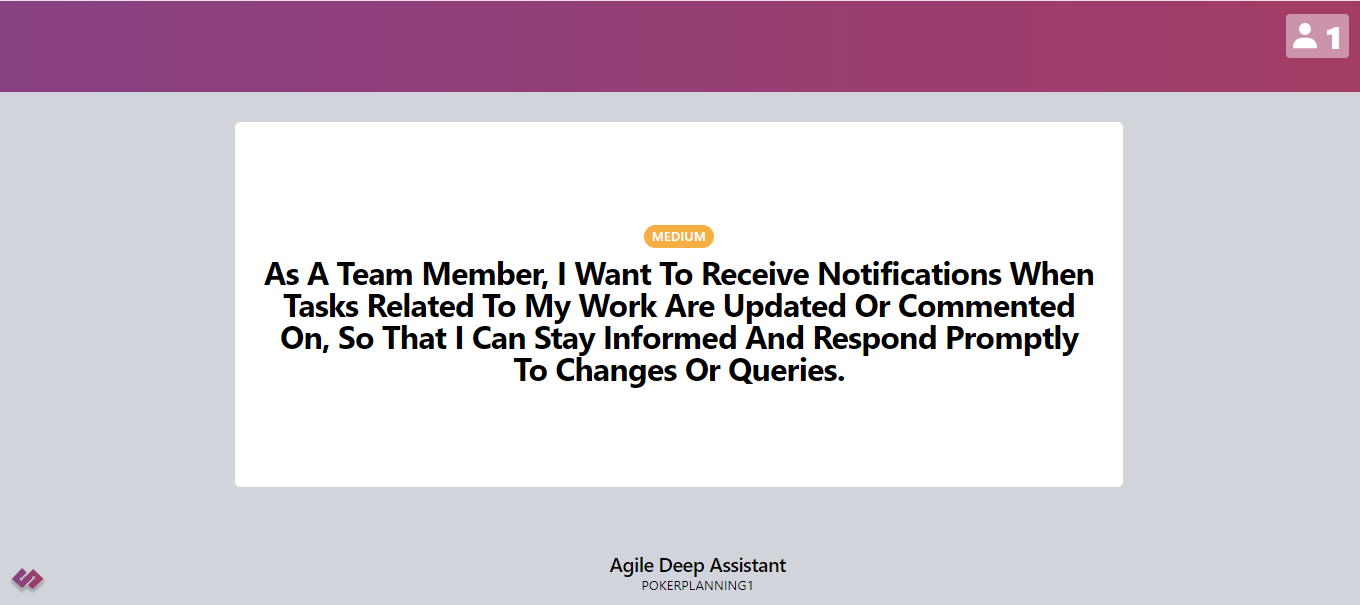 1
MEDIUM
As A Team Member, I Want To Receive Notifications When
Tasks Related To My Work Are Updated Or Commented
On, So That I Can Stay Informed And Respond Promptly
To Changes Or Queries.
Agile Deep Assistant
POKERPLANNING1